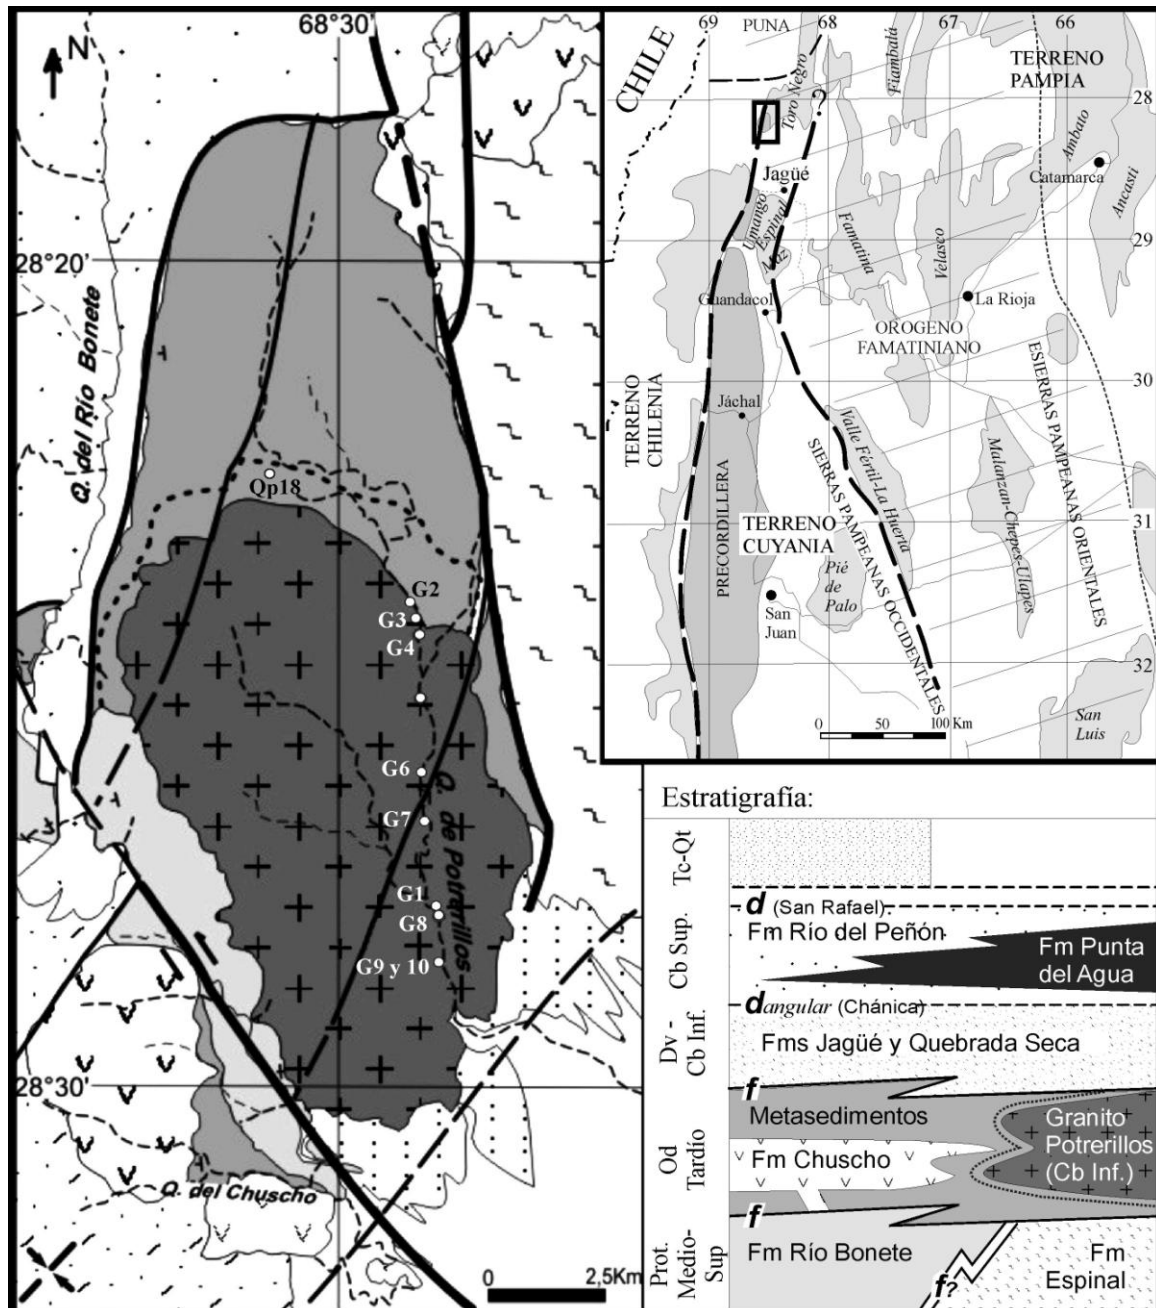 68°30'
N
28°20'
Q. del Río Bonete
Qp18
G2
G3
G4
G6
G7
G1
G8
G9 y 10
Q. de Potrerillos
28°30'
Q. del Chuscho
0 2,5Km
69 68 67 66
PUNA
CHILE
Toro Negro
Fiambalá
TERRENO
PAMPIA
28
?
Ambato
Jagüé
Catamarca
Ancasti
Umango
Espinal
Maz
Famatina
Velasco
29
Guandacol
La Rioja
OROGENO
FAMATINIANO
30
TERRENO
CHILENIA
Jáchal
PRECORDILLERA
SIERRAS PAMPEANAS OCCIDENTALES
Valle Fértil-La Huerta
Malanzan-Chepes-Ulapes
ESIERRAS PAMPEANAS ORIENTALES
31
TERRENO
CUYANIA
Pié
de
Palo
San
Juan
32
0 50 100 Km
San
Luis
Estratigrafía:
Tc-Qt
d (San Rafael)
Cb Sup.
Fm Río del Peñón
Fm Punta
del Agua
d angular (Chánica)
Dv -
Cb Inf.
Fms Jagüé y Quebrada Seca
f
Metasedimentos
Od
Tardío
Fm Chuscho
Granito
Potrerillos
(Cb Inf.)
f
Prot.
Medio-
Sup
Fm Río Bonete
f?
Fm
Espinal